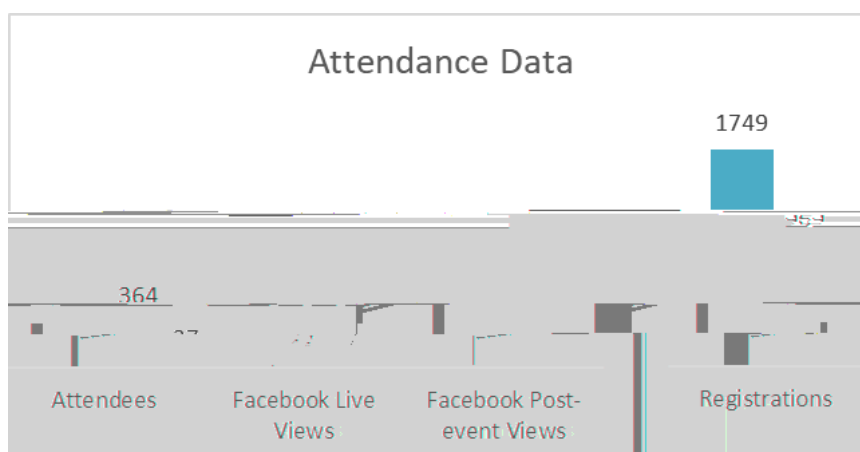 Attendance Data
1749
364
Attendees
Facebook Live
Views
Facebook Post-
event Views
Registrations